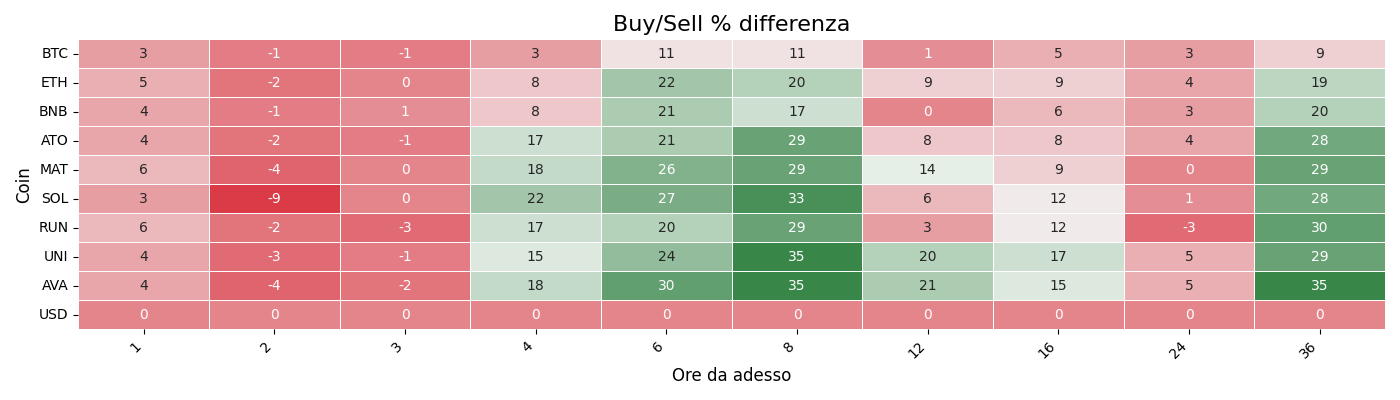 Buy/Sell % differenza
Coin
BTC 3 -1 -1 3 11 11 1 5 3 9
ETH 5 -2 0 8 22 20 9 9 4 19
BNB 4 -1 1 8 21 17 0 6 3 20
ATO 4 -2 -1 17 21 29 8 8 4 28
MAT 6 -4 0 18 26 29 14 9 0 29
SOL 3 -9 0 22 27 33 6 12 1 28
RUN 6 -2 -3 17 20 29 3 12 -3 30
UNI 4 -3 -1 15 24 35 20 17 5 29
AVA 4 -4 -2 18 30 35 21 15 5 35
USD 0 0 0 0 0 0 0 0 0 0
1 2 3 4 6 8 12 16 24 36
Ore da adesso